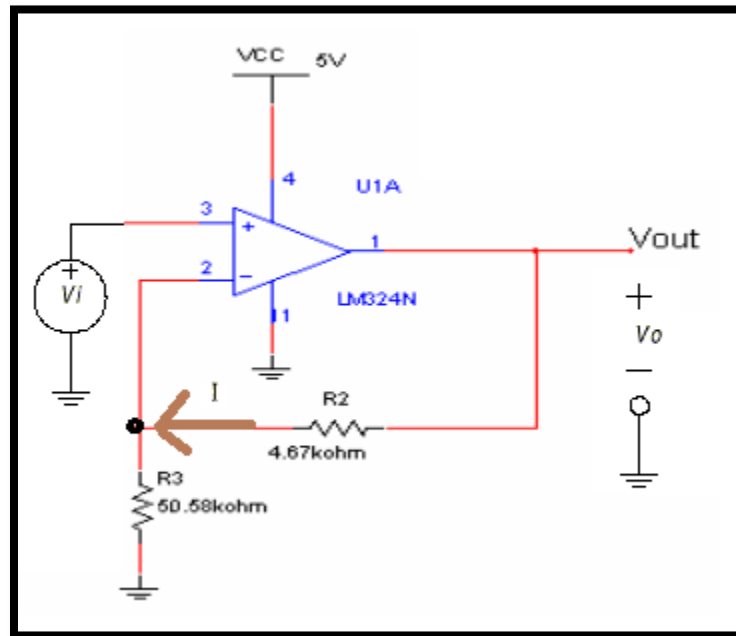 VCC 5V
4
U1A
3
+
1
Vout
2
−
+
Vi
LM324N
11
+
Vo
−
I
R2
4.67kohm
R3
50.58kohm